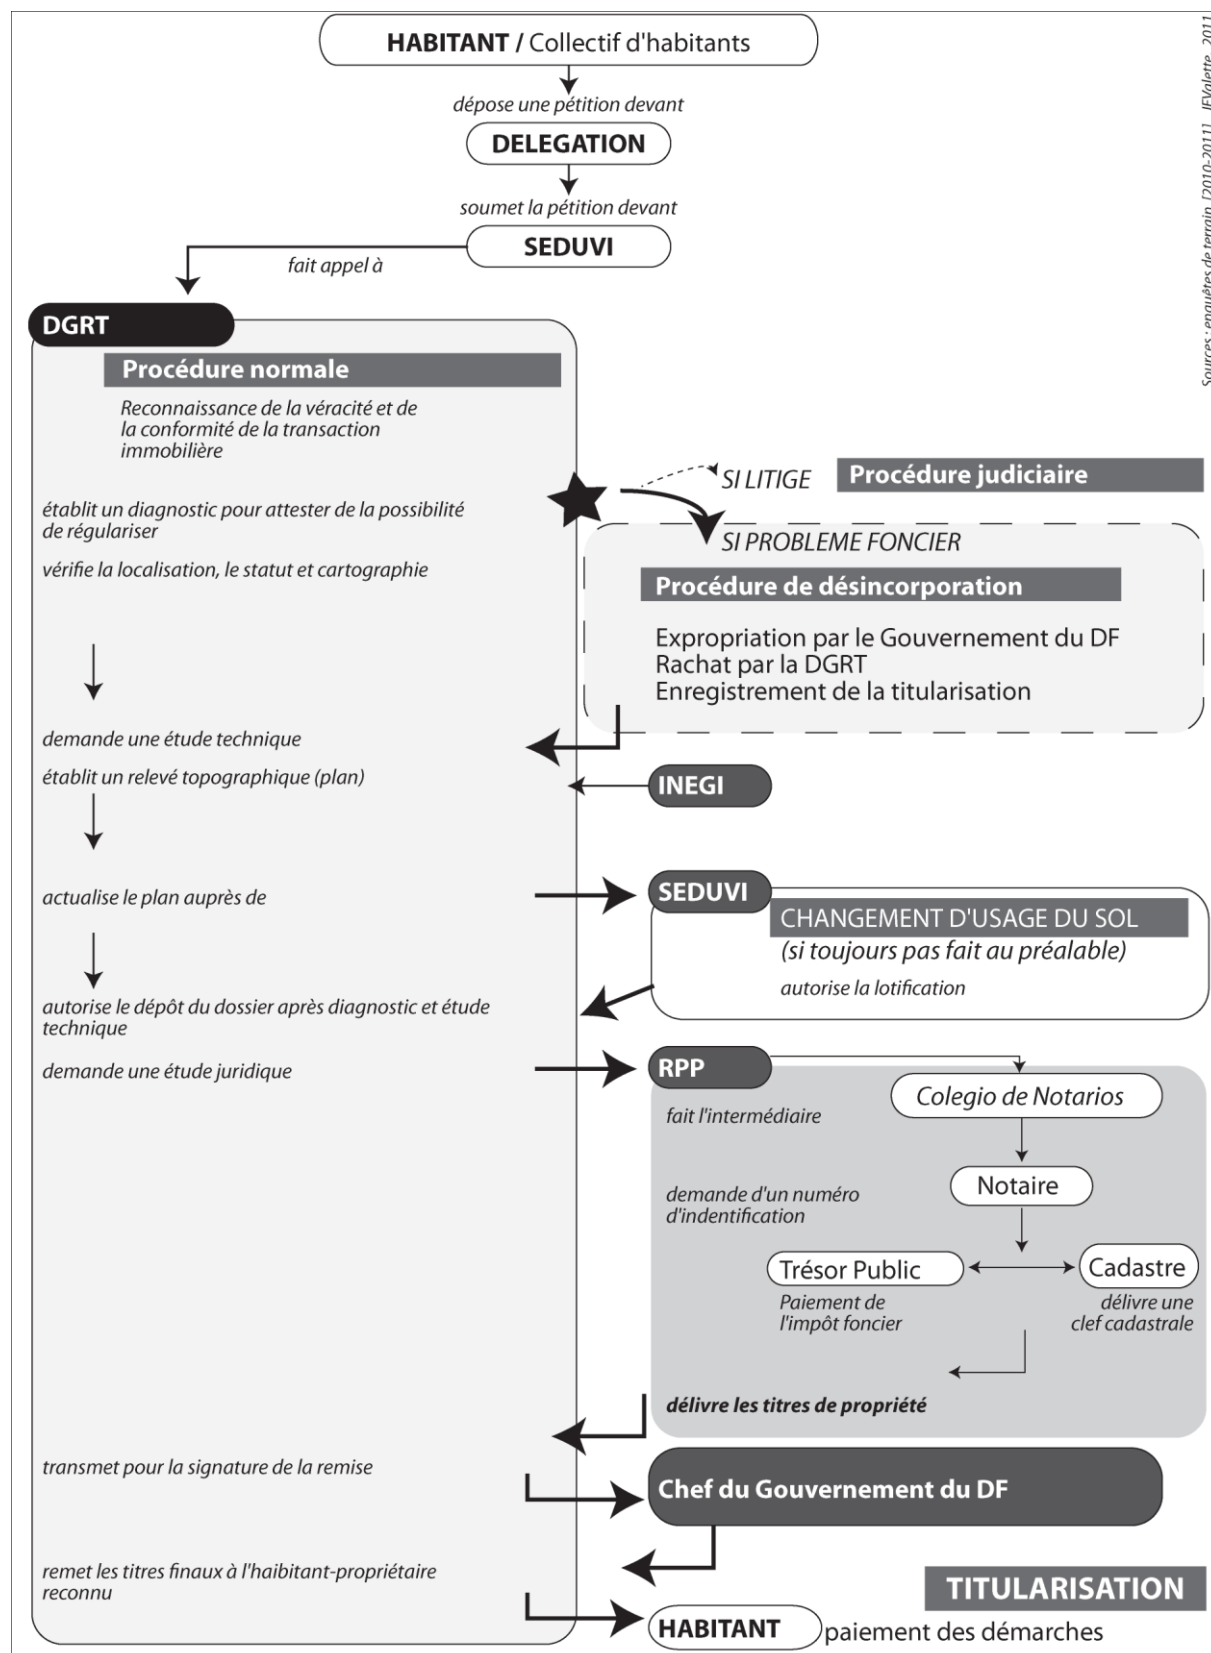 HABITANT / Collectif d'habitants
dépose une pétition devant
DELEGATION
soumet la pétition devant
SEDUVI
fait appel à
Sources : enquêtes de terrain [2010-2011] JFValette, 2011
DGRT
Procédure normale
Reconnaissance de la véracité et de
la conformité de la transaction
immobilière
SI LITIGE
Procédure judiciaire
établit un diagnostic pour attester de la possibilité
de régulariser
vérifie la localisation, le statut et cartographie
SI PROBLEME FONCIER
Procédure de désincorporation
Expropriation par le Gouvernement du DF
Rachat par la DGRT
Enregistrement de la titularisation
demande une étude technique
établit un relevé topographique (plan)
INEGI
actualise le plan auprès de
SEDUVI
CHANGEMENT D'USAGE DU SOL
(si toujours pas fait au préalable)
autorise la lotification
autorise le dépôt du dossier après diagnostic et étude
technique
demande une étude juridique
RPP
fait l'intermédiaire
Colegio de Notarios
Notaire
demande d'un numéro
d'indentification
Trésor Public
Cadastre
Paiement de
l'impôt foncier
délivre une
clef cadastrale
délivre les titres de propriété
transmet pour la signature de la remise
Chef du Gouvernement du DF
remet les titres finaux à l'haibitant-propriétaire
reconnu
TITULARISATION
HABITANT
paiement des démarches